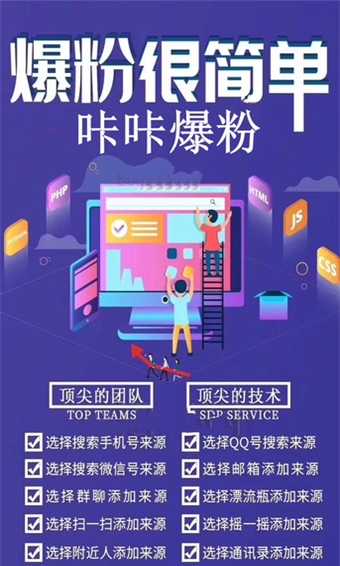 爆粉很简单
咔咔爆粉
PHP
HTML
JS
PYTHON
CSS
顶尖的团队
TOP TEAMS
选择搜索手机号来源
选择搜索微信号来源
选择群聊添加来源
选择扫一扫添加来源
选择附近人添加来源
顶尖的技术
SDP SERVICE
选择QQ号搜索来源
选择邮箱添加来源
选择漂流瓶添加来源
选择摇一摇添加来源
选择通讯录添加来源